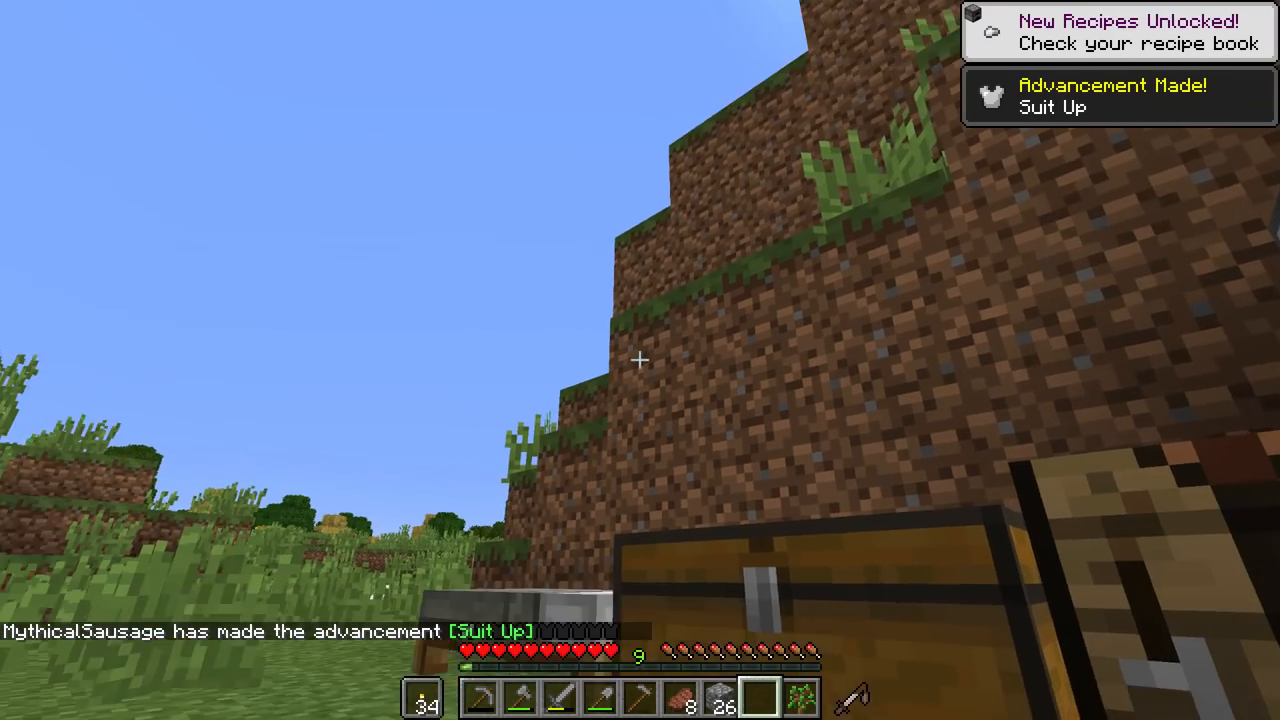 New Recipes Unlocked!
Check your recipe book
Advancement Made!
Suit Up
MythicalSausage has made the advancement [Suit Up]
9
34
8
26